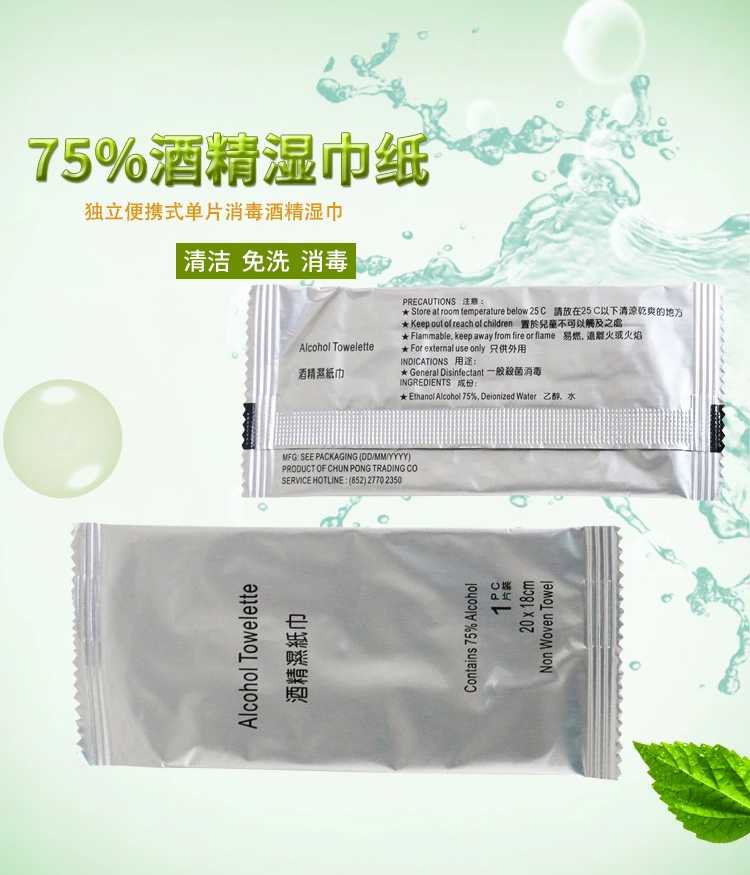 75%酒精湿巾纸
独立便携式单片消毒酒精湿巾
清洁 免洗 消毒
Alcohol Towelette
酒精濕紙巾
PRECAUTIONS 注意：
★ Store at room temperature below 25 C 請放在25 C以下清涼乾爽的地方
★ Keep out of reach of children 置於兒童不可以觸及之處
★ Flammable, keep away from fire or flame 易燃，遠離火或火焰
★ For external use only 只供外用
INDICATIONS 用途：
★ General Disinfectant 一般殺菌消毒
INGREDIENTS 成份：
★ Ethanol Alcohol 75%, Deionized Water 乙醇、水
MFG: SEE PACKAGING (DD/MM/YYYY)
PRODUCT OF CHUN PONG TRADING CO
SERVICE HOTLINE : (852) 2770 2350
Alcohol Towelette
酒精濕紙巾
Contains 75% Alcohol
1 PC 片装
20 x 18cm
Non Woven Towel